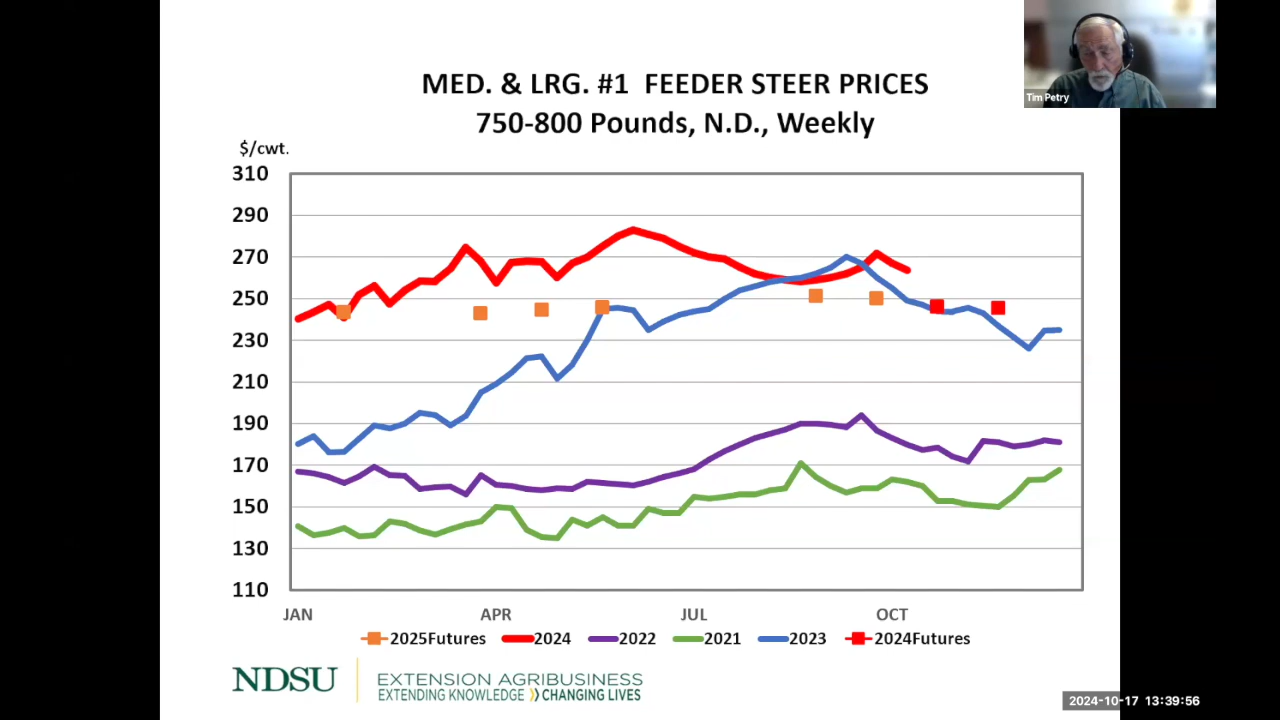 MED. & LRG. #1 FEEDER STEER PRICES
750-800 Pounds, N.D., Weekly
Tim Petry
$/cwt.
310
290
270
250
230
210
190
170
150
130
110
JAN APR JUL OCT
2025Futures 2024 2022 2021 2023 2024Futures
NDSU
EXTENSION AGRIBUSINESS
EXTENDING KNOWLEDGE )) CHANGING LIVES
2024-10-17 13:39:56